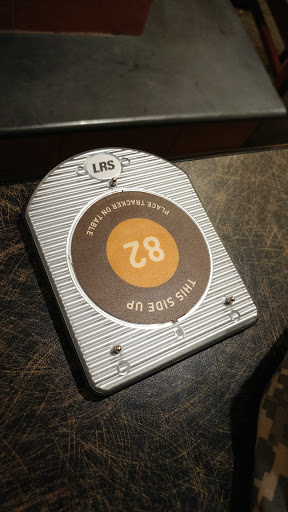 LRS
PLACE TRACKER ON TABLE
82
THIS SIDE UP